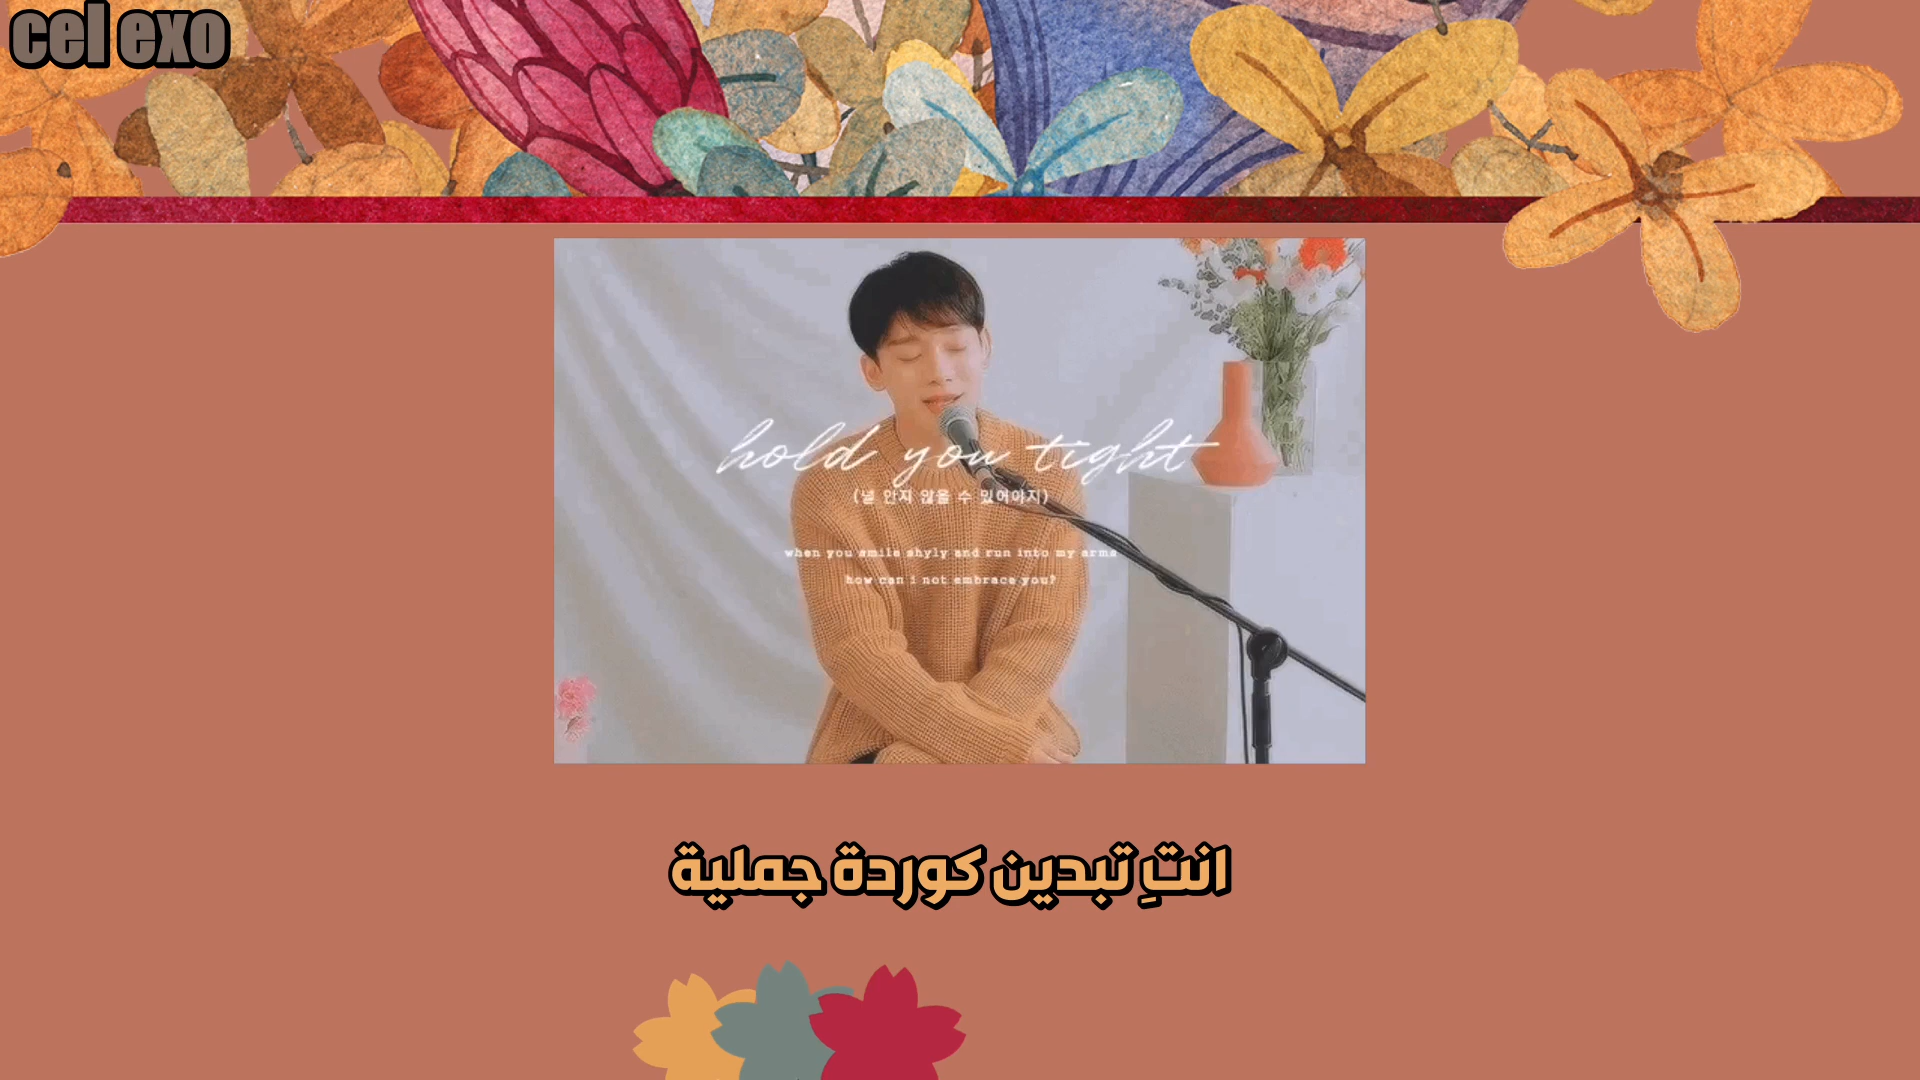 cel exo
hold you tight
(널 안지 않을 수 있어야지)
when you smile shyly and run into my arms
how can i not embrace you?
انتِ تبدين كوردة جملية